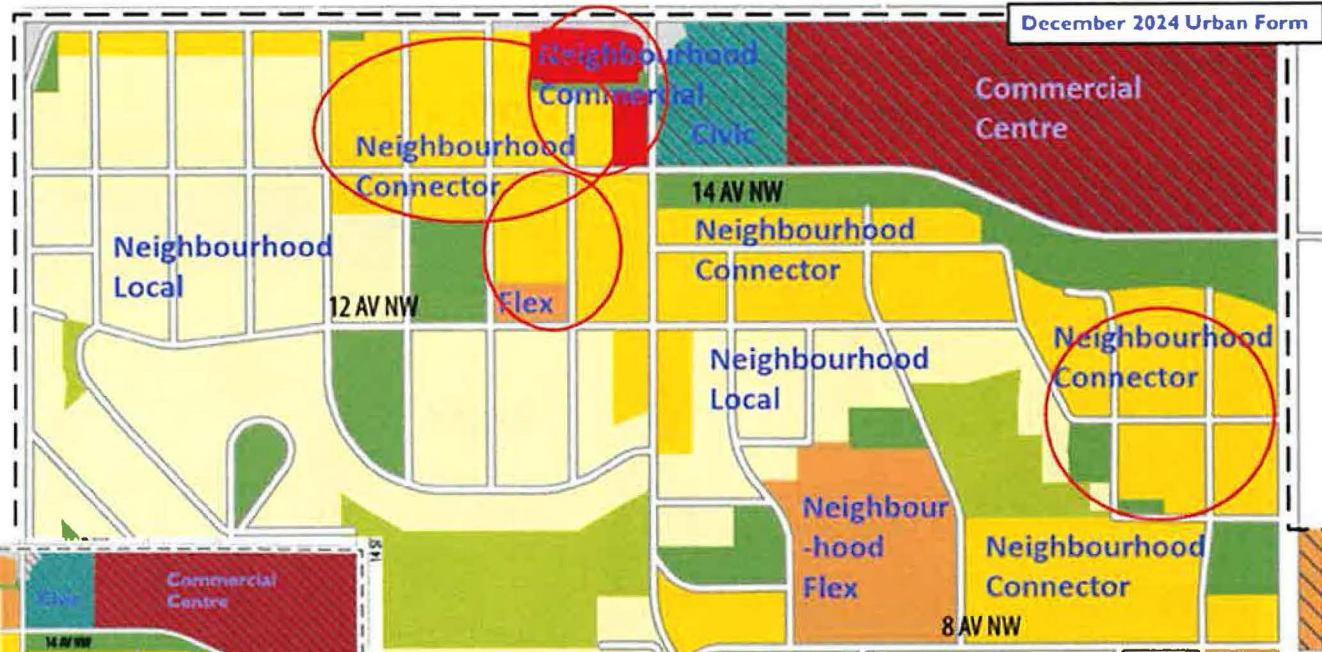 December 2024 Urban Form
Neighbourhood
Commercial
Civic
Commercial
Centre
Neighbourhood
Connector
14 AV NW
Neighbourhood
Local
Neighbourhood
Connector
12 AV NW
Flex
Neighbourhood
Connector
Neighbourhood
Local
Neighbour
-hood
Flex
Neighbourhood
Connector
8 AV NW
Civic
Commercial
Centre
14 AV NW
14 St